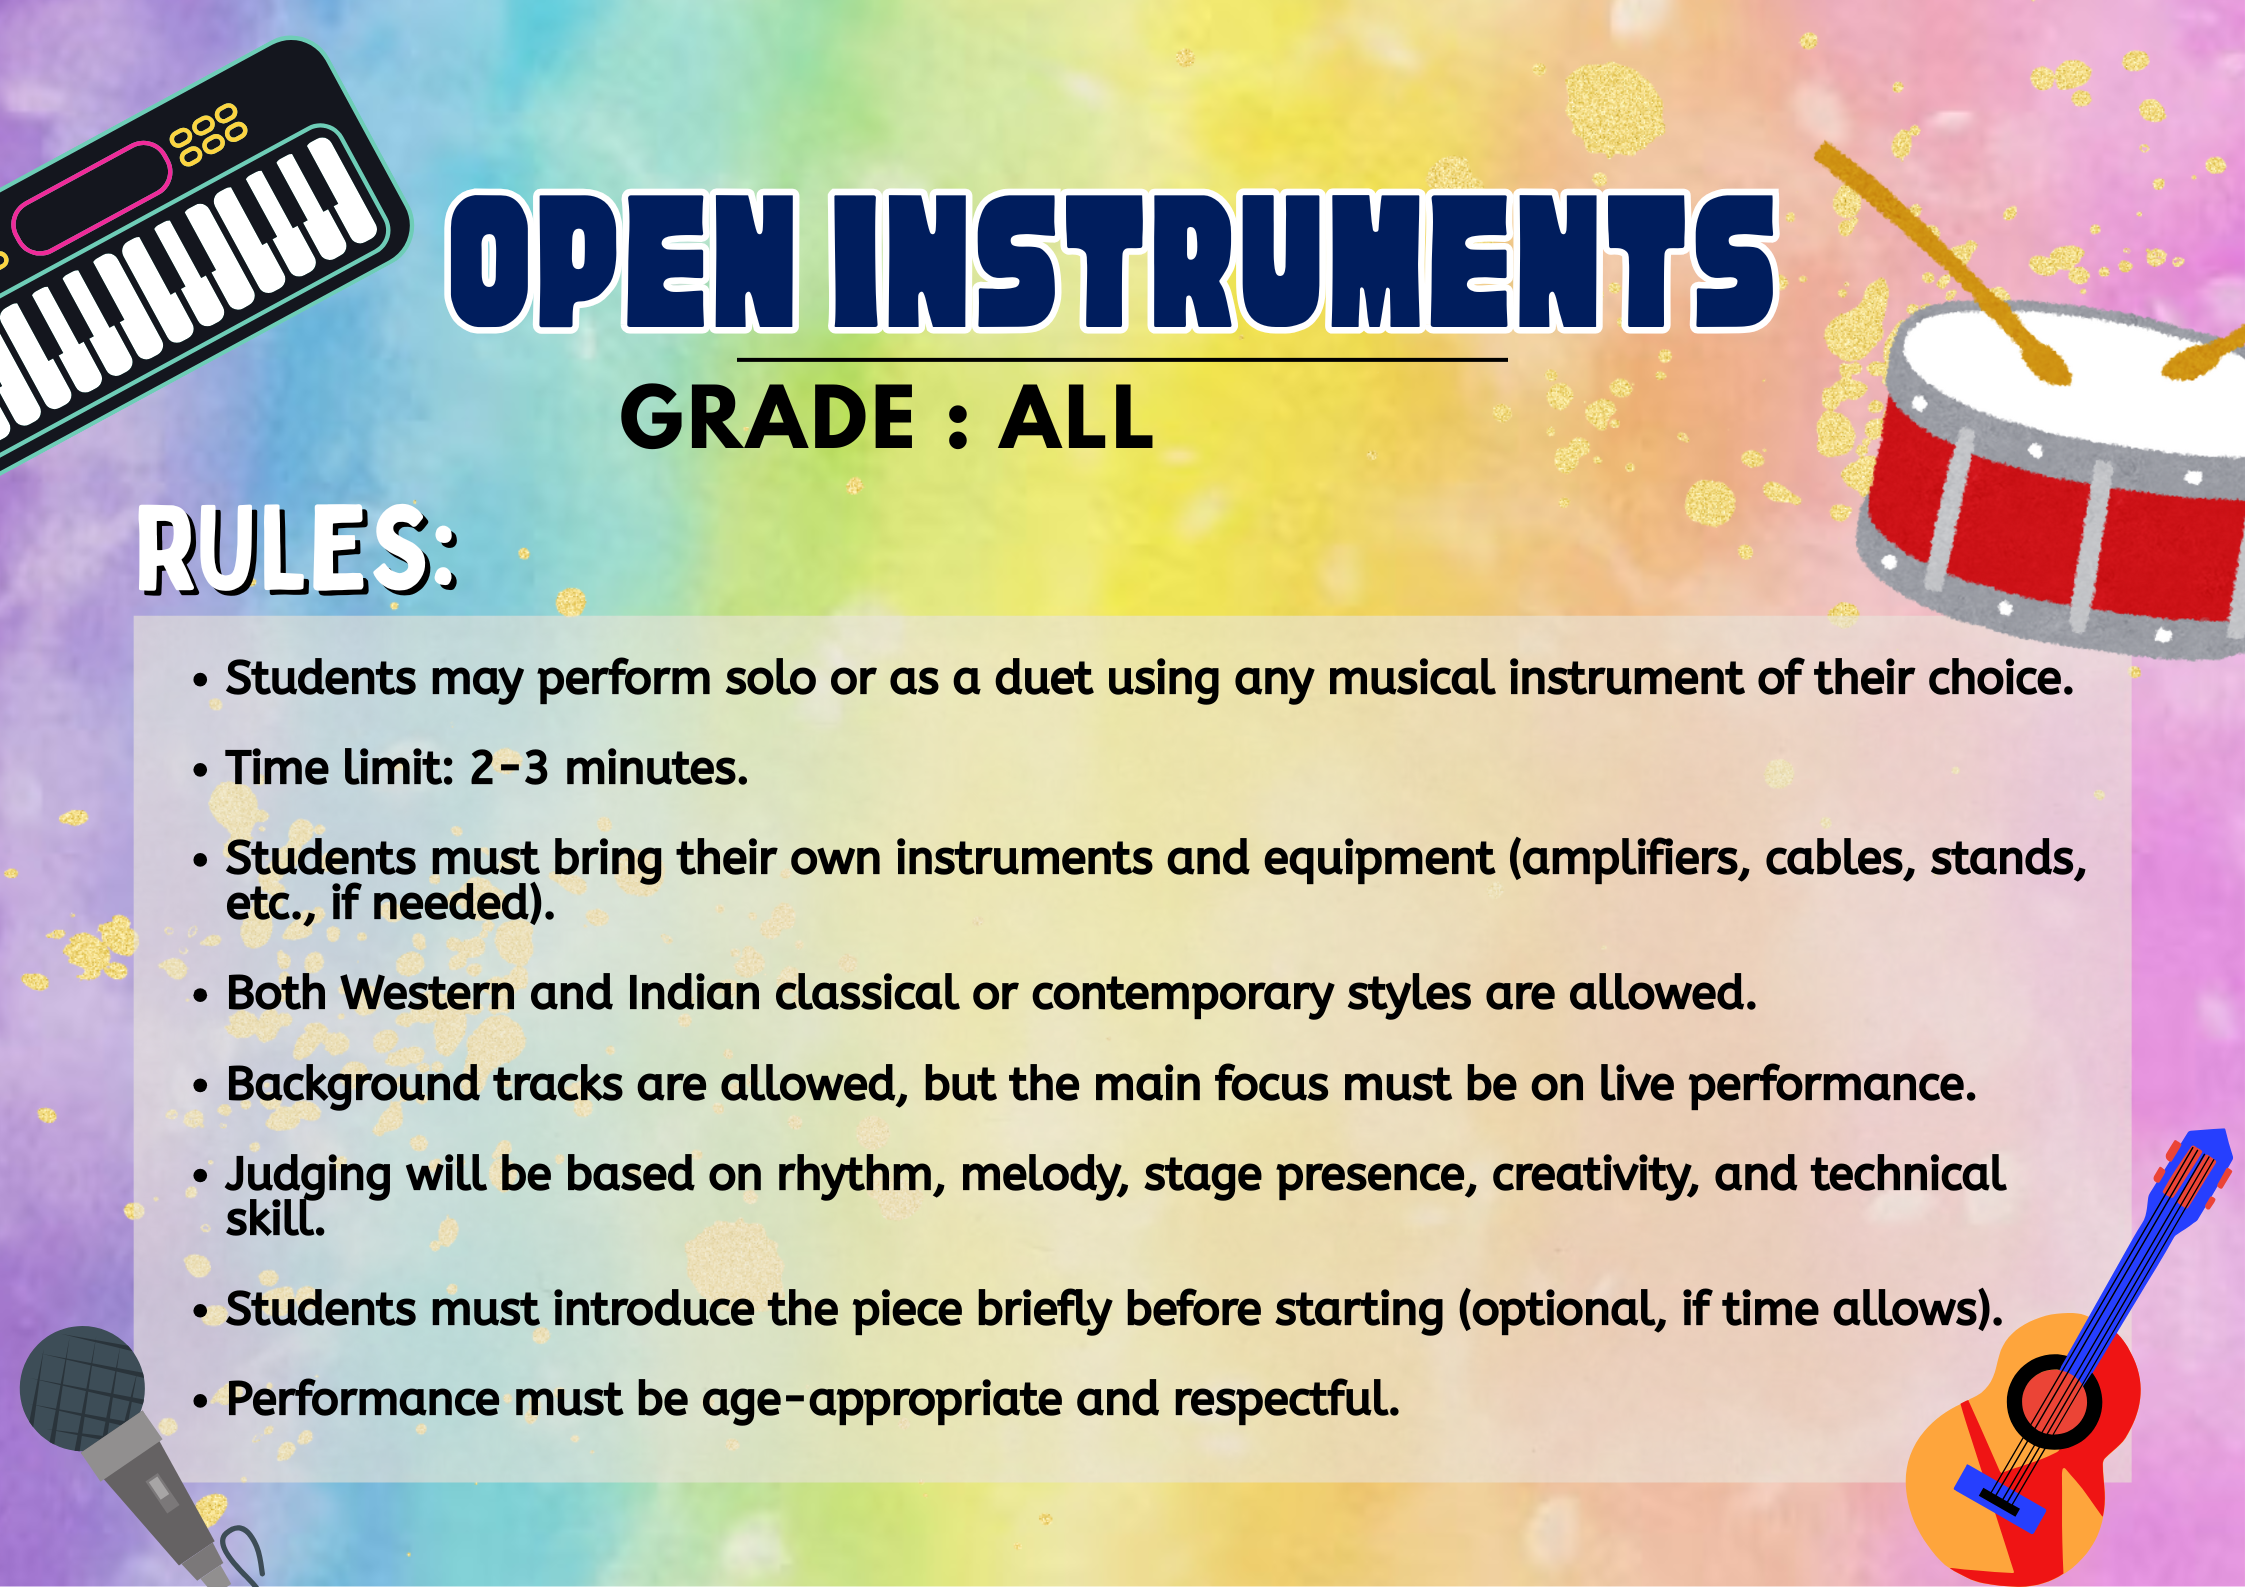 OPEN INSTRUMENTS
GRADE : ALL
RULES:
• Students may perform solo or as a duet using any musical instrument of their choice.
• Time limit: 2-3 minutes.
• Students must bring their own instruments and equipment (amplifiers, cables, stands,
etc., if needed).
• Both Western and Indian classical or contemporary styles are allowed.
• Background tracks are allowed, but the main focus must be on live performance.
• Judging will be based on rhythm, melody, stage presence, creativity, and technical
skill.
• Students must introduce the piece briefly before starting (optional, if time allows).
• Performance must be age-appropriate and respectful.